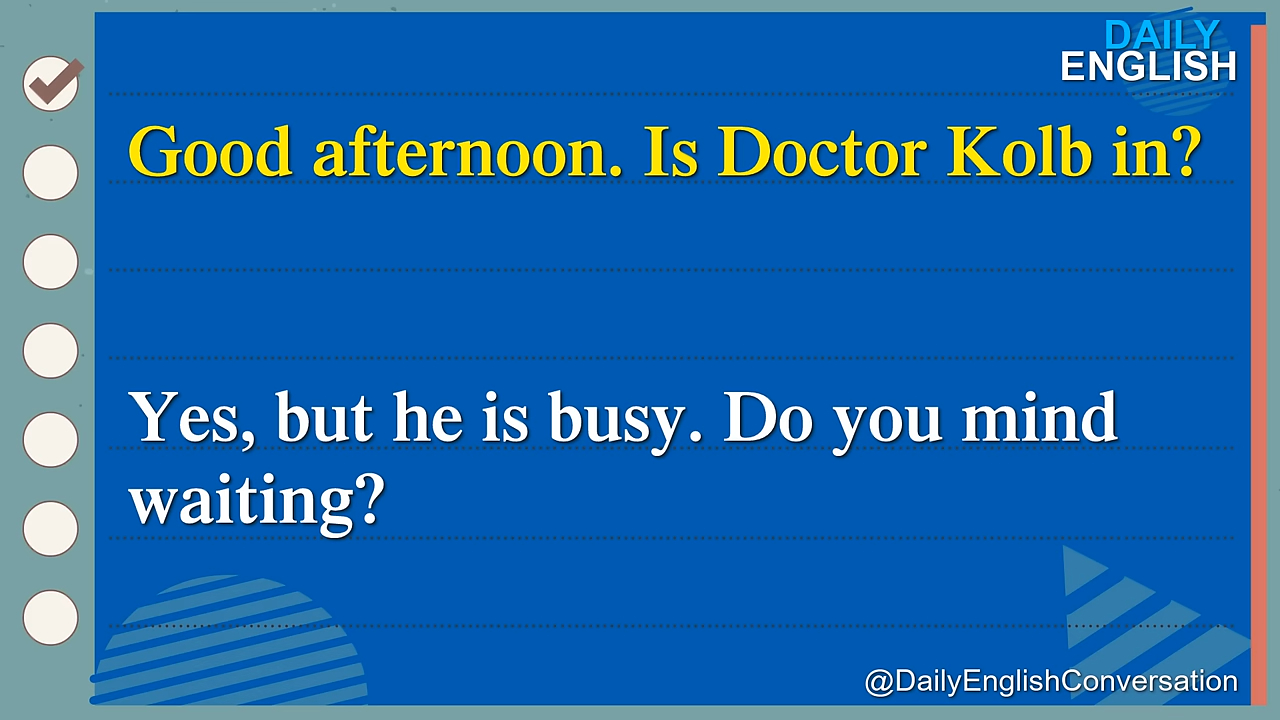 DAILY
ENGLISH
Good afternoon. Is Doctor Kolb in?
Yes, but he is busy. Do you mind
waiting?
@DailyEnglishConversation